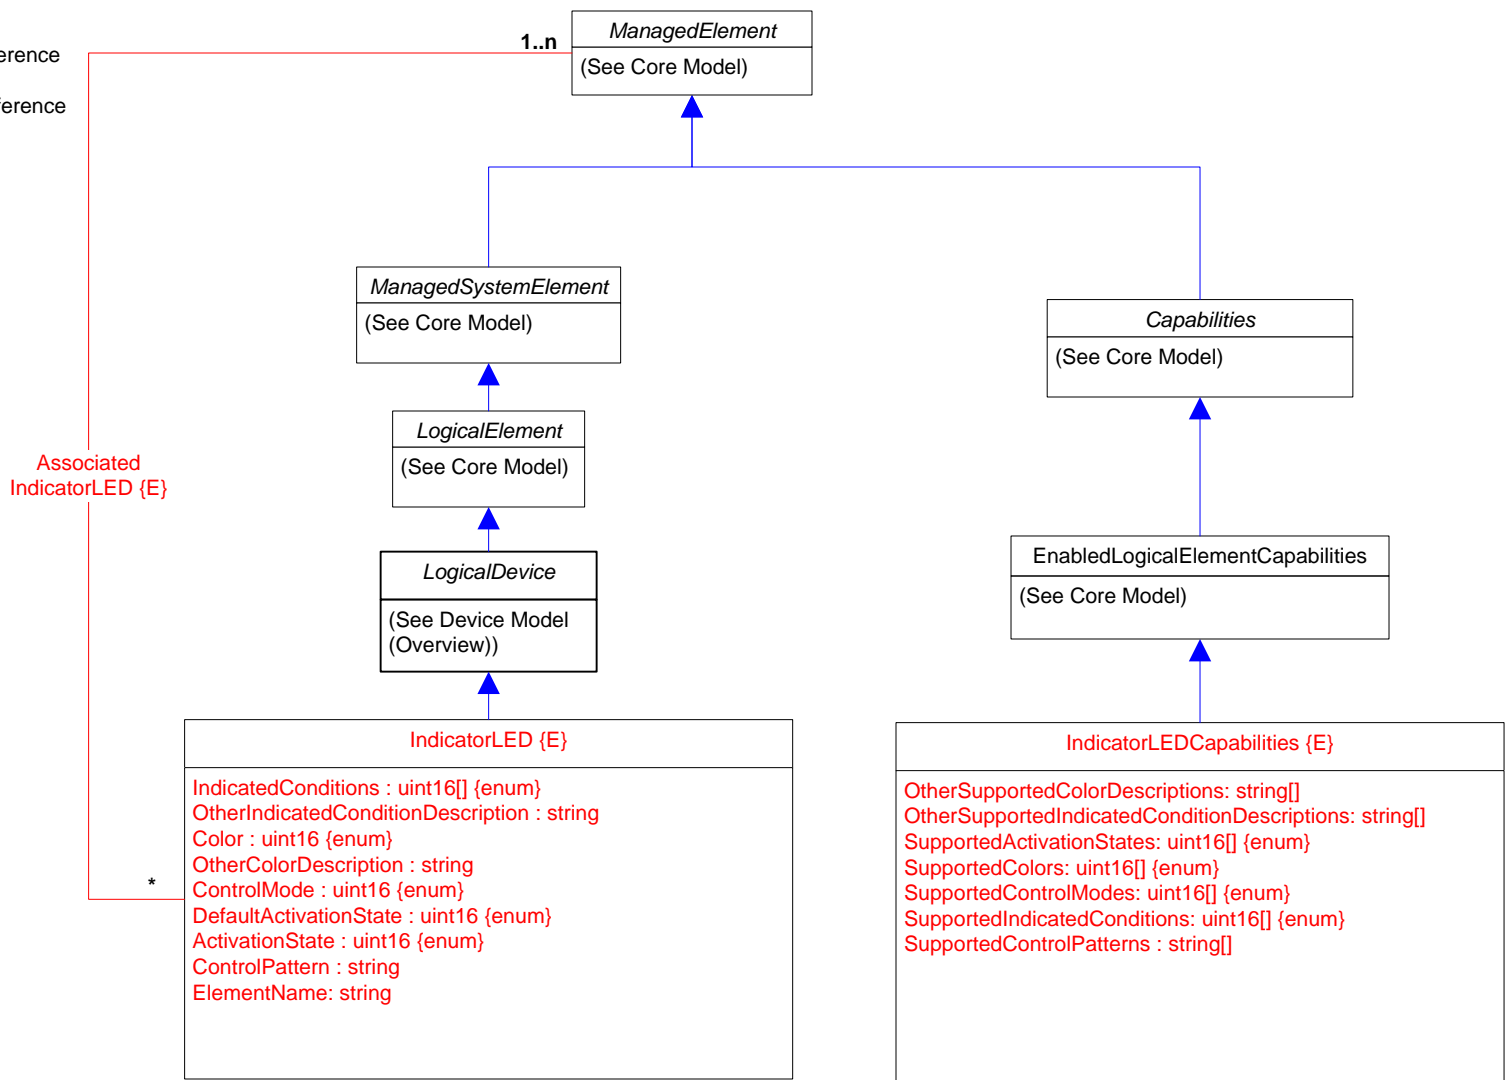 ManagedElement
1..n
erence
(See Core Model)
ference
ManagedSystemElement
(See Core Model)
Capabilities
(See Core Model)
LogicalElement
(See Core Model)
Associated
IndicatorLED {E}
LogicalDevice
(See Device Model
(Overview))
EnabledLogicalElementCapabilities
(See Core Model)
IndicatorLED {E}
IndicatedConditions : uint16[] {enum}
OtherIndicatedConditionDescription : string
Color : uint16 {enum}
OtherColorDescription : string
ControlMode : uint16 {enum}
DefaultActivationState : uint16 {enum}
ActivationState : uint16 {enum}
ControlPattern : string
ElementName: string
*
IndicatorLEDCapabilities {E}
OtherSupportedColorDescriptions: string[]
OtherSupportedIndicatedConditionDescriptions: string[]
SupportedActivationStates: uint16[] {enum}
SupportedColors: uint16[] {enum}
SupportedControlModes: uint16[] {enum}
SupportedIndicatedConditions: uint16[] {enum}
SupportedControlPatterns : string[]